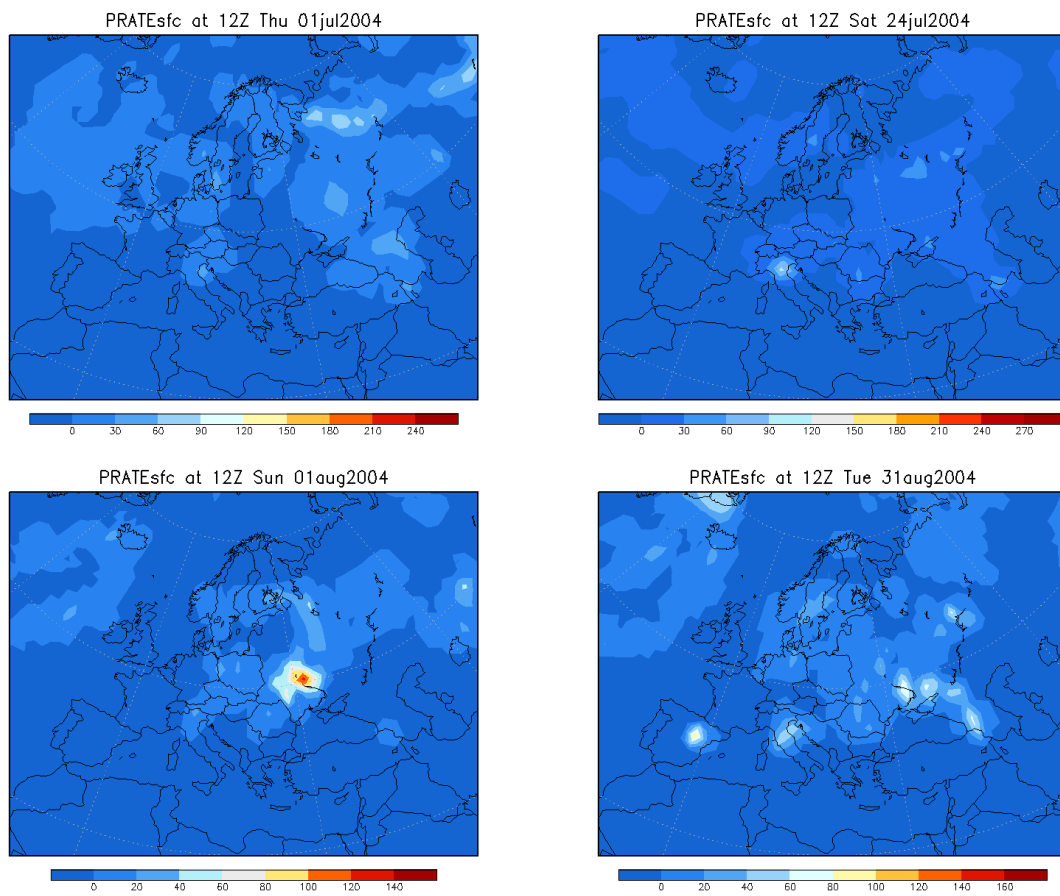 PRATEsfc at 12Z Thu 01jul2004
PRATEsfc at 12Z Sat 24jul2004
0 30 60 90 120 150 180 210 240
0 30 60 90 120 150 180 210 240 270
PRATEsfc at 12Z Sun 01aug2004
PRATEsfc at 12Z Tue 31aug2004
0 20 40 60 80 100 120 140
0 20 40 60 80 100 120 140 160